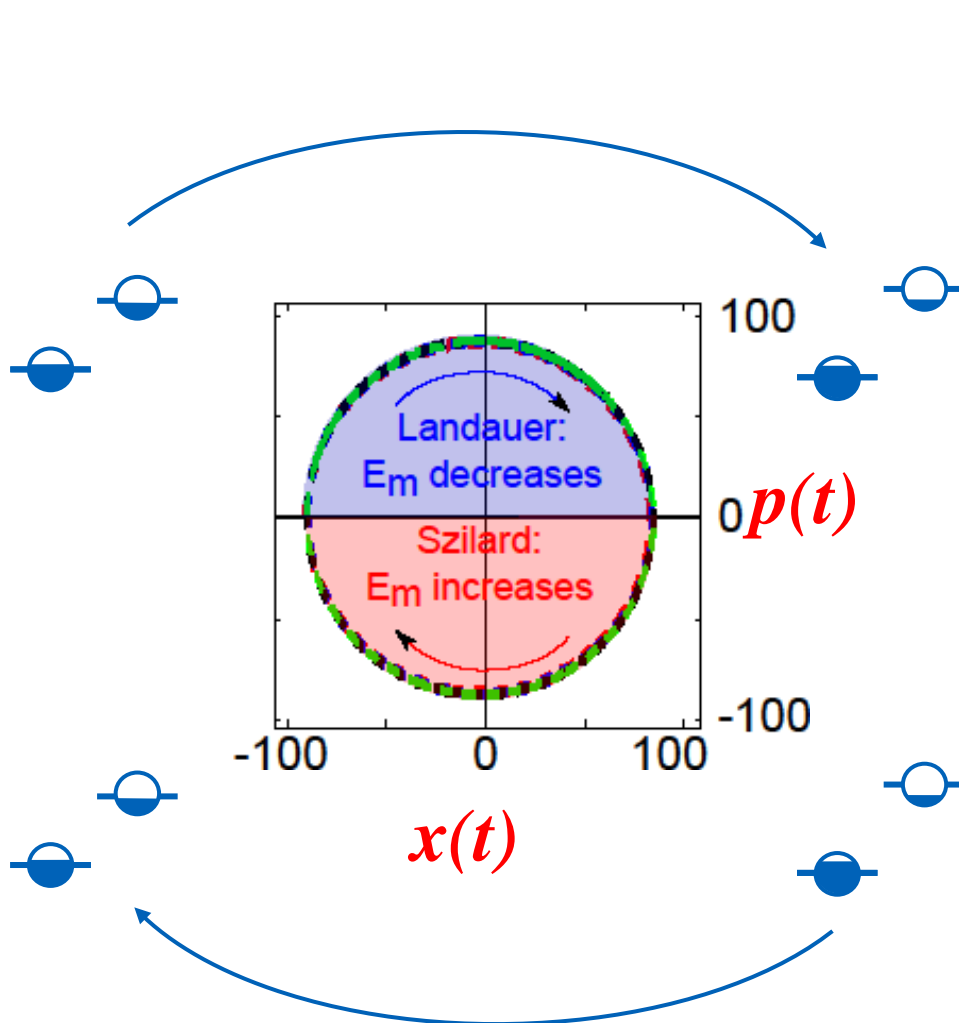 100
Landauer:
Em decreases
0
p(t)
Szilard:
Em increases
-100
-100
0
100
x(t)